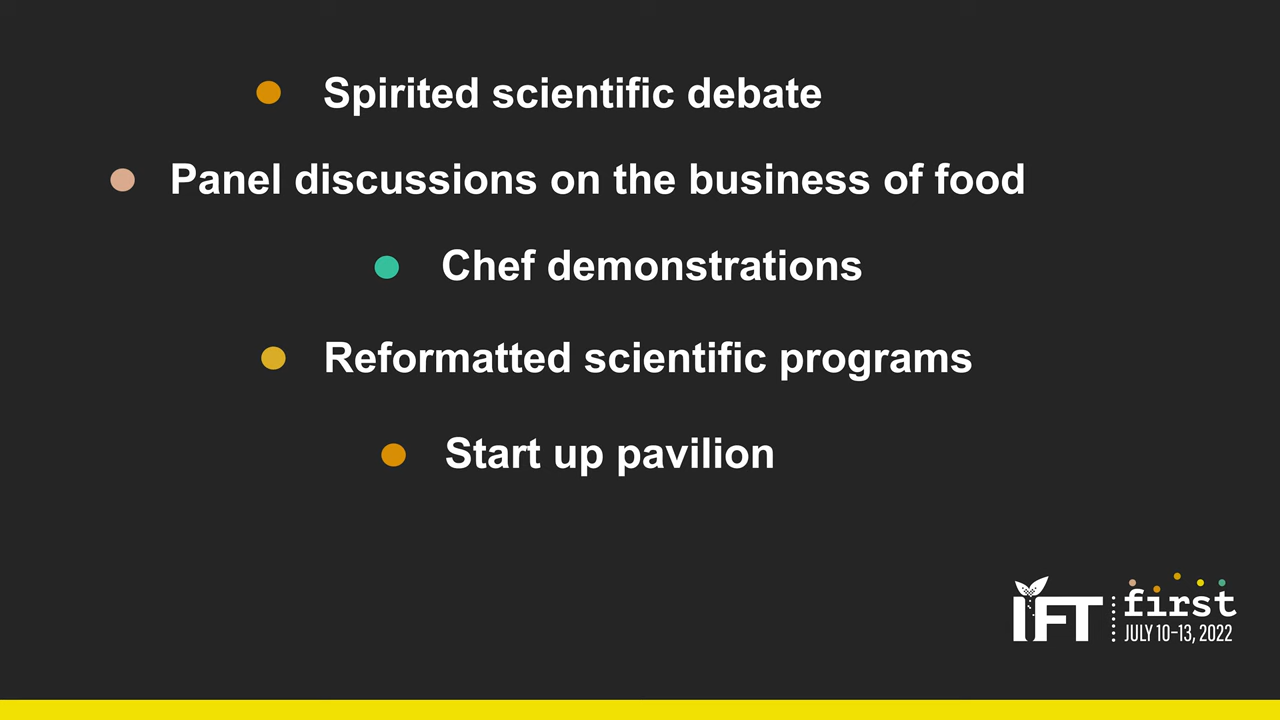 Spirited scientific debate
Panel discussions on the business of food
Chef demonstrations
Reformatted scientific programs
Start up pavilion
IFT first
JULY 10-13, 2022